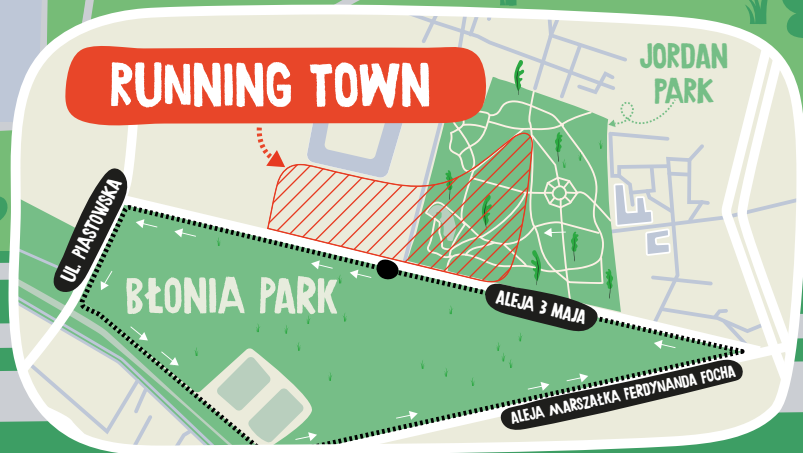 RUNNING TOWN
JORDAN
PARK
UL. PIASTOWSKA
BŁONIA PARK
ALEJA 3 MAJA
ALEJA MARSZAŁKA FERDYNANDA FOCHA